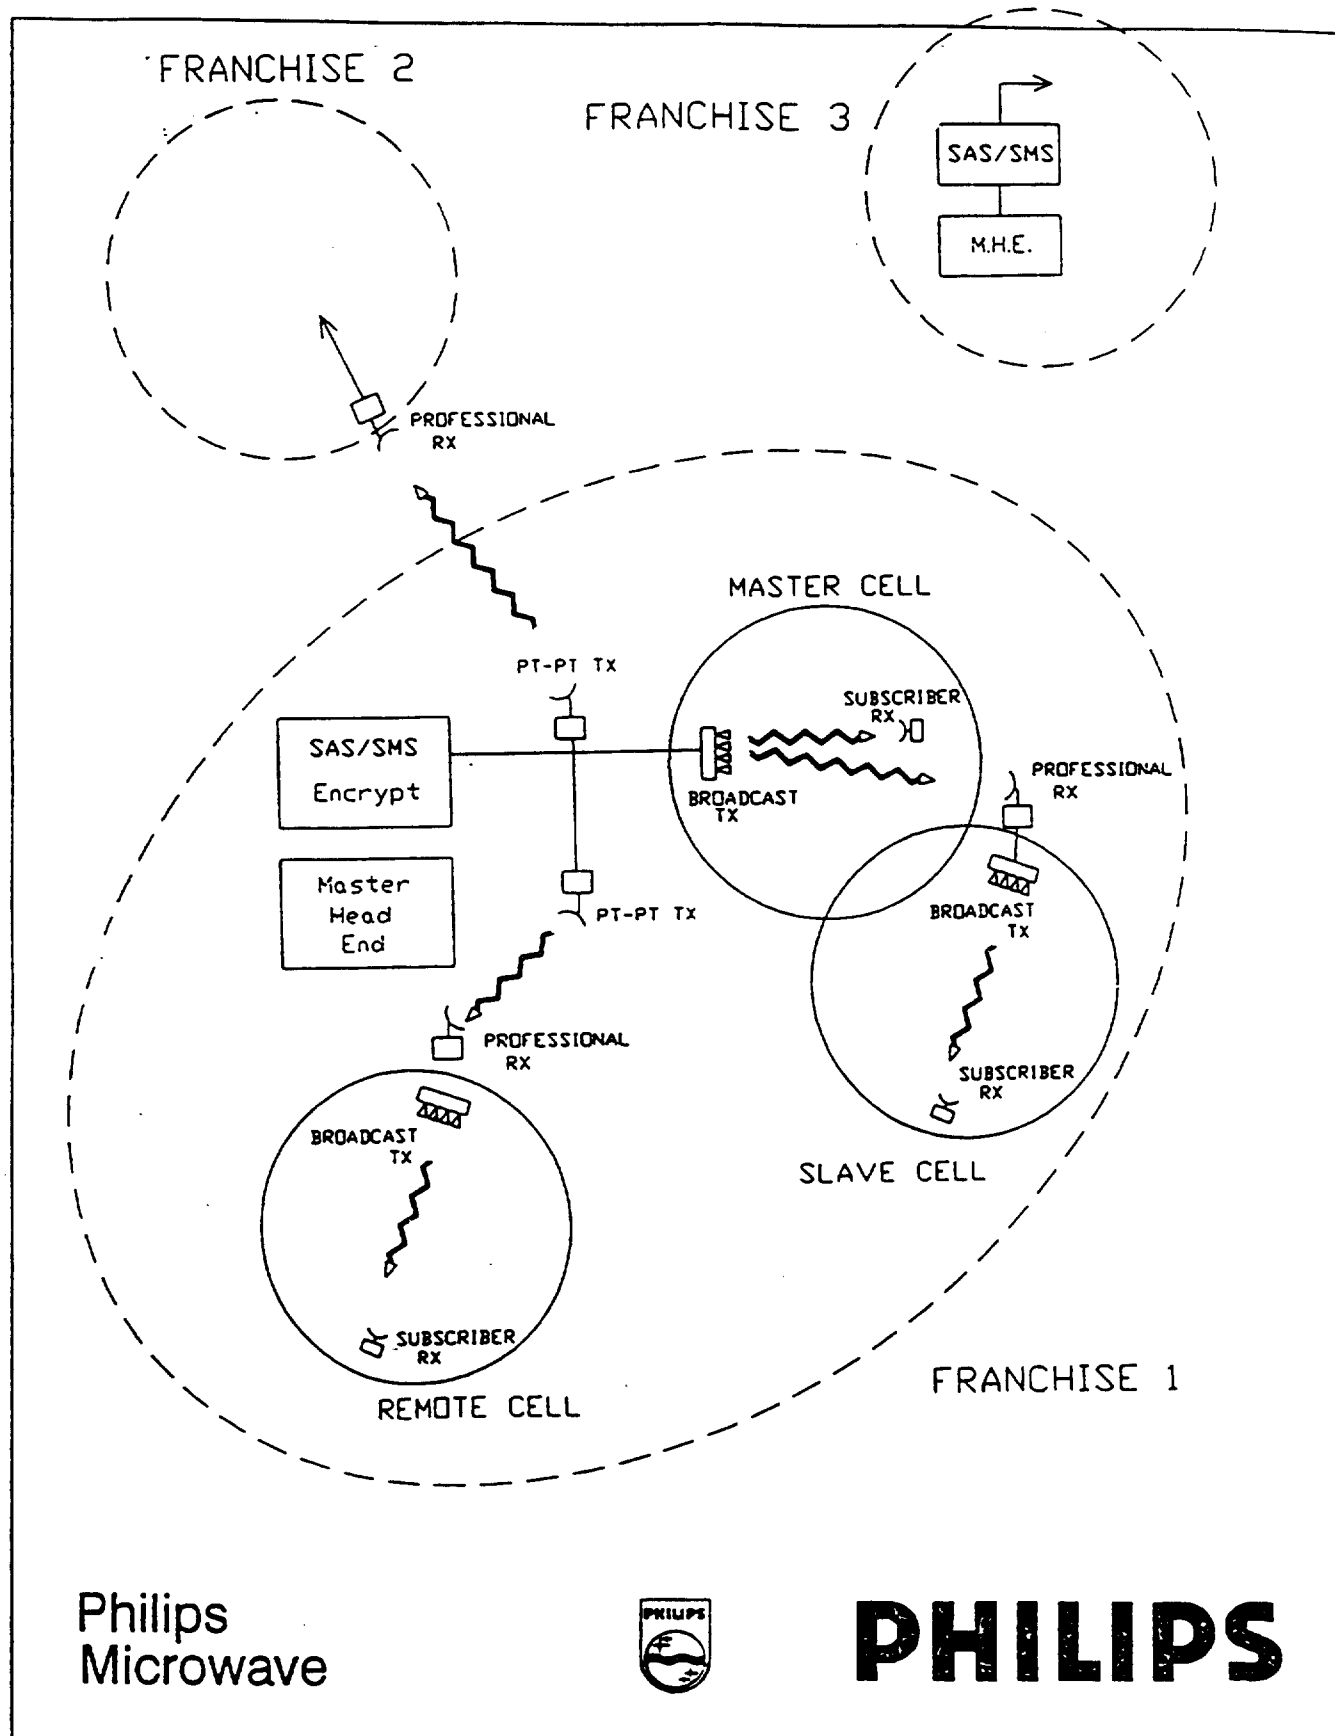 FRANCHISE 2
FRANCHISE 3
SAS/SMS
M.H.E.
PROFESSIONAL
RX
MASTER CELL
PT-PT TX
SUBSCRIBER
RX
SAS/SMS
Encrypt
BROADCAST
TX
PROFESSIONAL
RX
Master
Head
End
PT-PT TX
BROADCAST
TX
PROFESSIONAL
RX
SUBSCRIBER
RX
BROADCAST
TX
SLAVE CELL
SUBSCRIBER
RX
FRANCHISE 1
REMOTE CELL
Philips
Microwave
PHILIPS
PHILIPS